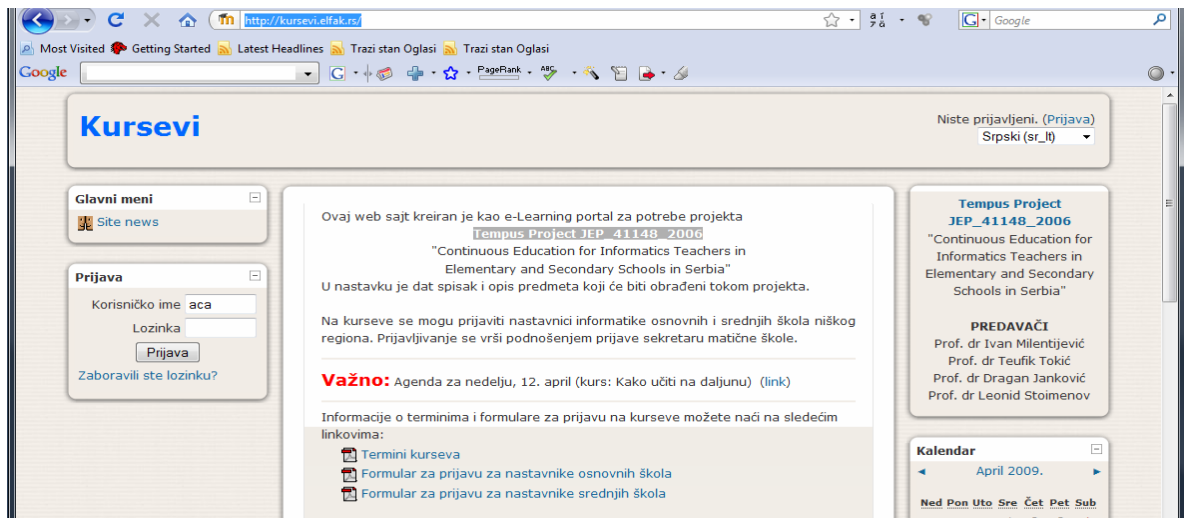 http://kursevi.elfak.rs/
Google
Most Visited Getting Started Latest Headlines Trazi stan Oglasi Trazi stan Oglasi
Google PageRank
Kursevi
Niste prijavljeni. (Prijava)
Srpski (sr_lt)
Glavni meni
Site news
Prijava
Korisničko ime aca
Lozinka
Prijava
Zaboravili ste lozinku?
Ovaj web sajt kreiran je kao e-Learning portal za potrebe projekta
Tempus Project JEP_41148_2006
"Continuous Education for Informatics Teachers in
Elementary and Secondary Schools in Serbia"
U nastavku je dat spisak i opis predmeta koji će biti obrađeni tokom projekta.
Na kurseve se mogu prijaviti nastavnici informatike osnovnih i srednjih škola niškog
regiona. Prijavljivanje se vrši podnošenjem prijave sekretaru matične škole.
Važno: Agenda za nedelju, 12. april (kurs: Kako učiti na daljunu) (link)
Informacije o terminima i formulare za prijavu na kurseve možete naći na sledećim
linkovima:
Termini kurseva
Formular za prijavu za nastavnike osnovnih škola
Formular za prijavu za nastavnike srednjih škola
Tempus Project
JEP_41148_2006
"Continuous Education for
Informatics Teachers in
Elementary and Secondary
Schools in Serbia"
PREDAVAČI
Prof. dr Ivan Milentijević
Prof. dr Teufik Tokić
Prof. dr Dragan Janković
Prof. dr Leonid Stoimenov
Kalendar
April 2009.
Ned Pon Uto Sre Čet Pet Sub